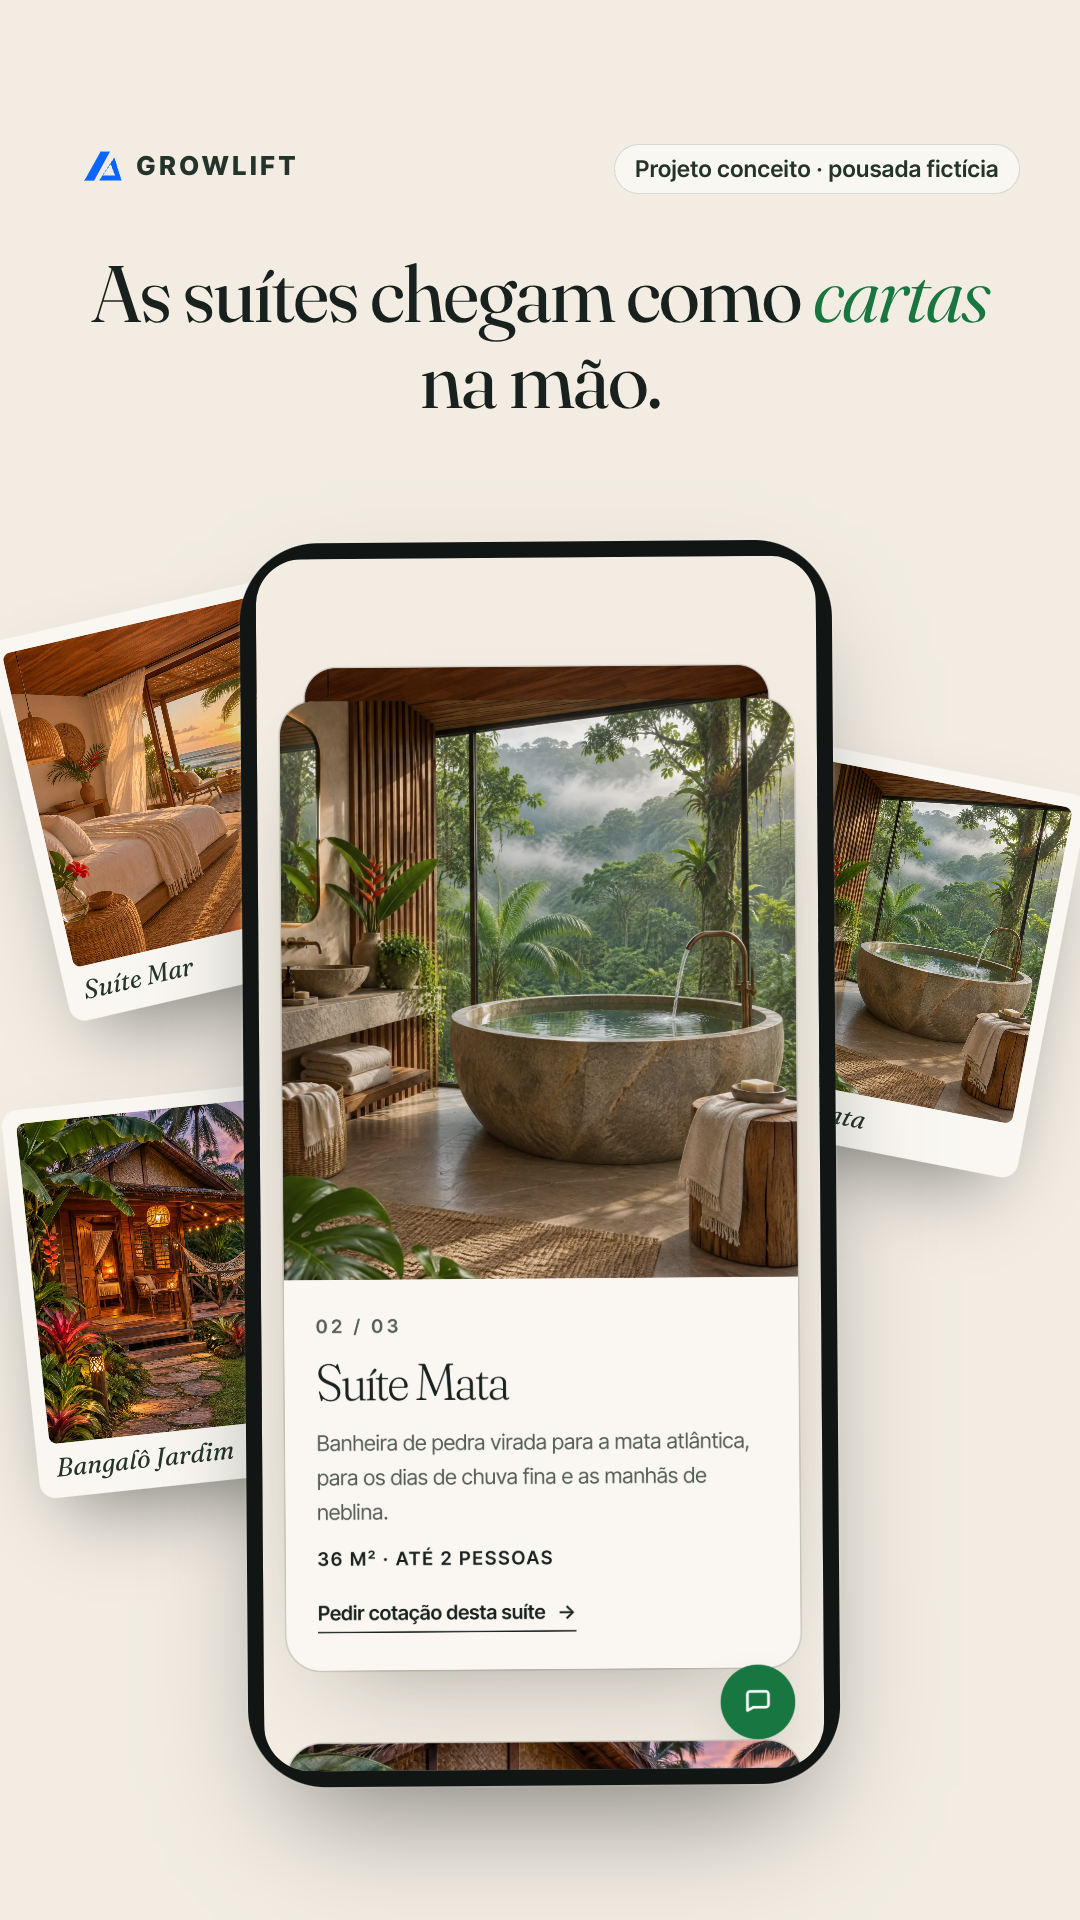 GROWLIFT
Projeto conceito · pousada fictícia
As suítes chegam como cartas
na mão.
Suíte Mar
Bangalô Jardim
02 / 03
Suíte Mata
Banheira de pedra virada para a mata atlântica,
para os dias de chuva fina e as manhãs de
neblina.
36 M² · ATÉ 2 PESSOAS
Pedir cotação desta suíte →